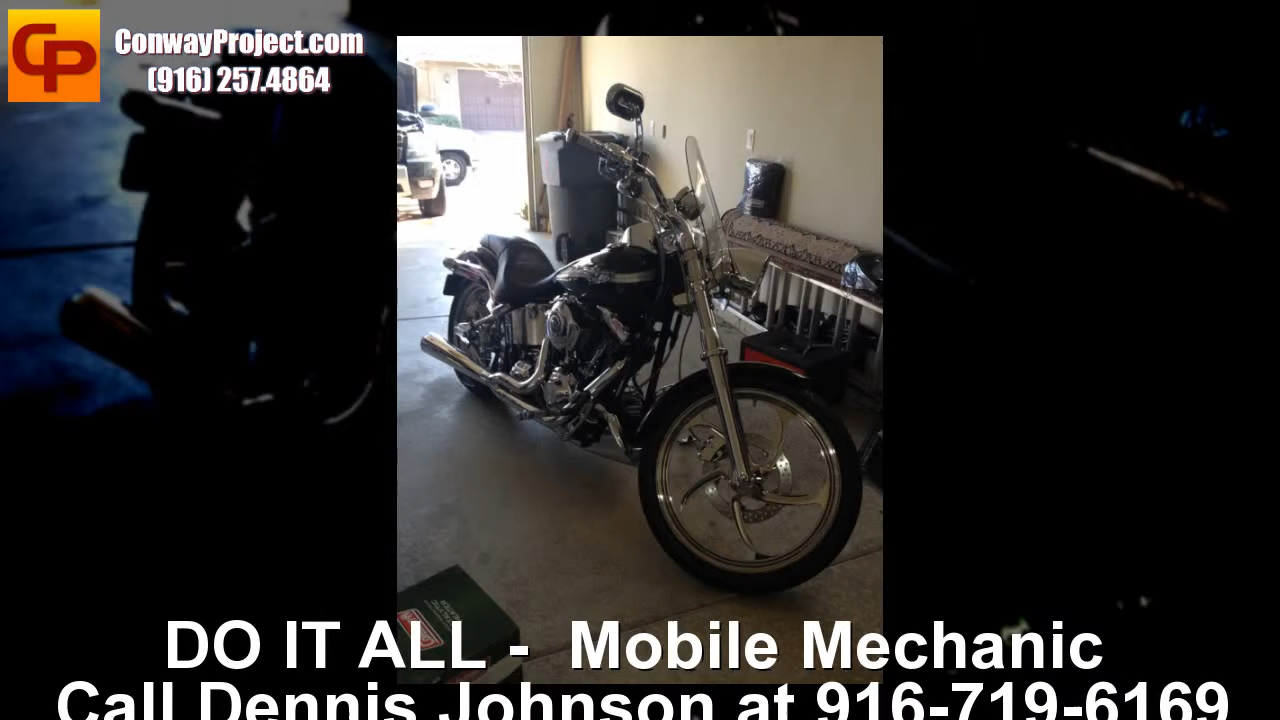 CP
ConwayProject.com
(916) 257.4864
DO IT ALL - Mobile Mechanic
Call Dennis Johnson at 916-719-6169